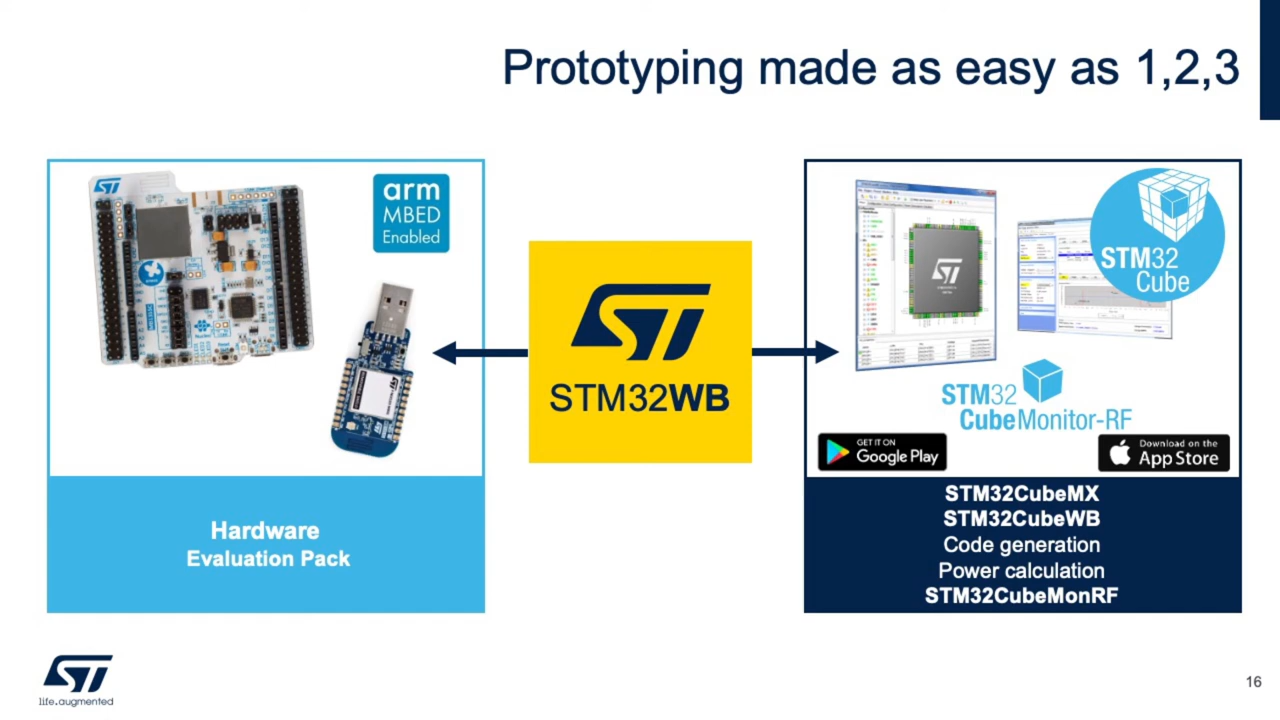 Prototyping made as easy as 1,2,3
arm
MBED
Enabled
Hardware
Evaluation Pack
ST
STM32WB
STM32
Cube
STM32
CubeMonitor-RF
GET IT ON
Google Play
Download on the
App Store
STM32CubeMX
STM32CubeWB
Code generation
Power calculation
STM32CubeMonRF
ST
life.augmented
16